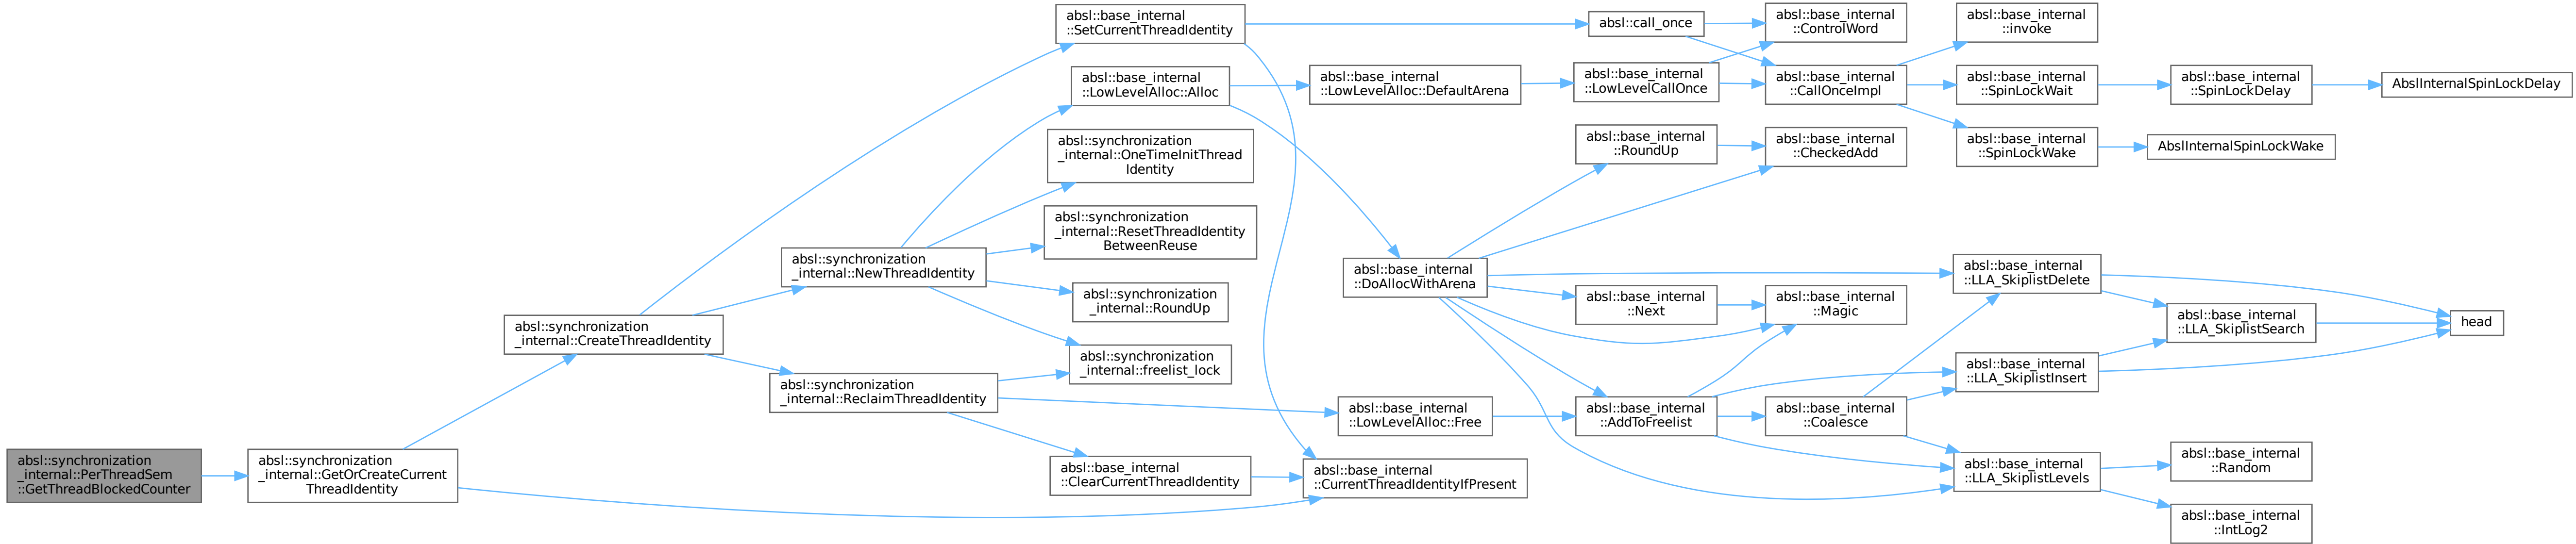 absl::synchronization
_internal::PerThreadSem
::GetThreadBlockedCounter
absl::synchronization
_internal::GetOrCreateCurrent
ThreadIdentity
absl::synchronization
_internal::CreateThreadIdentity
absl::synchronization
_internal::NewThreadIdentity
absl::synchronization
_internal::ReclaimThreadIdentity
absl::base_internal
::SetCurrentThreadIdentity
absl::base_internal
::LowLevelAlloc::Alloc
absl::synchronization
_internal::OneTimeInitThread
Identity
absl::synchronization
_internal::ResetThreadIdentity
BetweenReuse
absl::synchronization
_internal::RoundUp
absl::synchronization
_internal::freelist_lock
absl::base_internal
::ClearCurrentThreadIdentity
absl::base_internal
::LowLevelAlloc::DefaultArena
absl::base_internal
::DoAllocWithArena
absl::base_internal
::LowLevelAlloc::Free
absl::base_internal
::CurrentThreadIdentityIfPresent
absl::call_once
absl::base_internal
::LowLevelCallOnce
absl::base_internal
::RoundUp
absl::base_internal
::Next
absl::base_internal
::AddToFreelist
absl::base_internal
::ControlWord
absl::base_internal
::CallOnceImpl
absl::base_internal
::CheckedAdd
absl::base_internal
::Magic
absl::base_internal
::Coalesce
absl::base_internal
::invoke
absl::base_internal
::SpinLockWait
absl::base_internal
::SpinLockWake
absl::base_internal
::LLA_SkiplistDelete
absl::base_internal
::LLA_SkiplistInsert
absl::base_internal
::LLA_SkiplistLevels
absl::base_internal
::SpinLockDelay
AbslInternalSpinLockWake
absl::base_internal
::LLA_SkiplistSearch
absl::base_internal
::Random
absl::base_internal
::IntLog2
AbslInternalSpinLockDelay
head